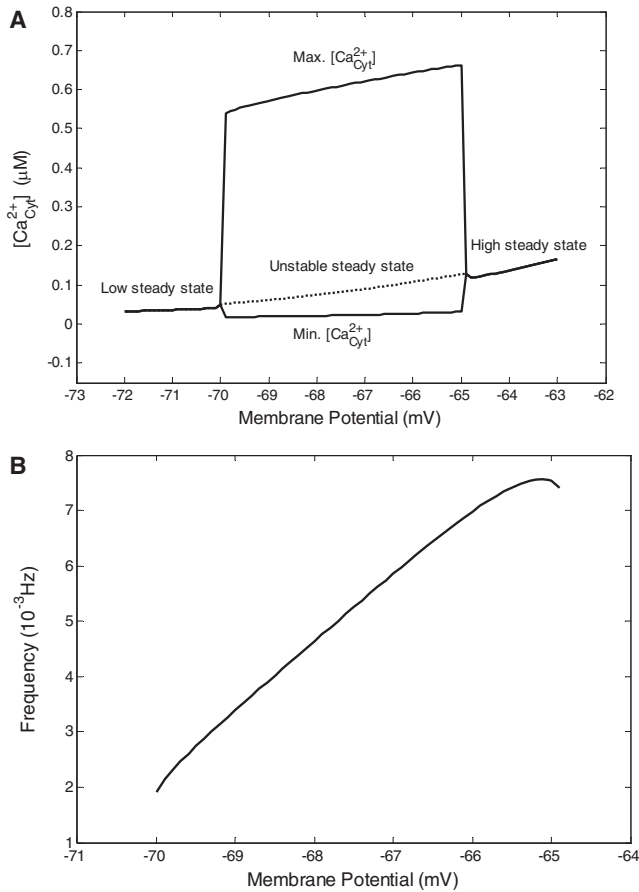 A
0.8
0.7
0.6
0.5
0.4
0.3
0.2
0.1
0
-0.1
[Ca²⁺Cyt] (μM)
Max. [Ca²⁺Cyt]
High steady state
Unstable steady state
Low steady state
Min. [Ca²⁺Cyt]
-73 -72 -71 -70 -69 -68 -67 -66 -65 -64 -63 -62
Membrane Potential (mV)
B
8
7
6
5
4
3
2
1
Frequency (10⁻³Hz)
-71 -70 -69 -68 -67 -66 -65 -64
Membrane Potential (mV)